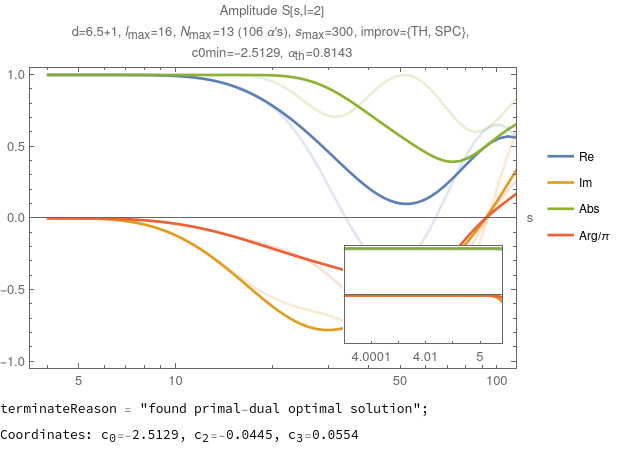 Amplitude S[s,l=2]
d=6.5+1, lmax=16, Nmax=13 (106 α's), smax=300, improv={TH, SPC},
c0min=−2.5129, αth=0.8143
1.0
0.5
0.0
−0.5
−1.0
5
10
50
100
s
4.0001
4.01
5
Re
Im
Abs
Arg/π
terminateReason = "found primal-dual optimal solution";
Coordinates: c0=−2.5129, c2=−0.0445, c3=0.0554